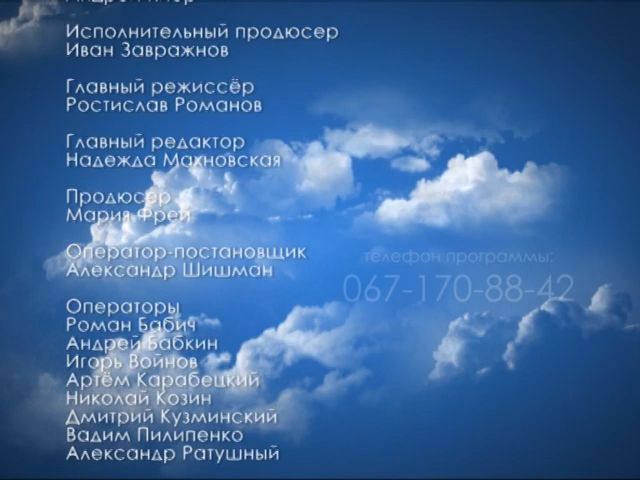 Исполнительный продюсер
Иван Завражнов
Главный режиссёр
Ростислав Романов
Главный редактор
Надежда Махновская
Продюсер
Мария Фрей
Оператор-постановщик
Александр Шишман
телефон программы:
067-170-88-42
Операторы
Роман Бабич
Андрей Бабкин
Игорь Войнов
Артём Карабецкий
Николай Козин
Дмитрий Кузминский
Вадим Пилипенко
Александр Ратушный